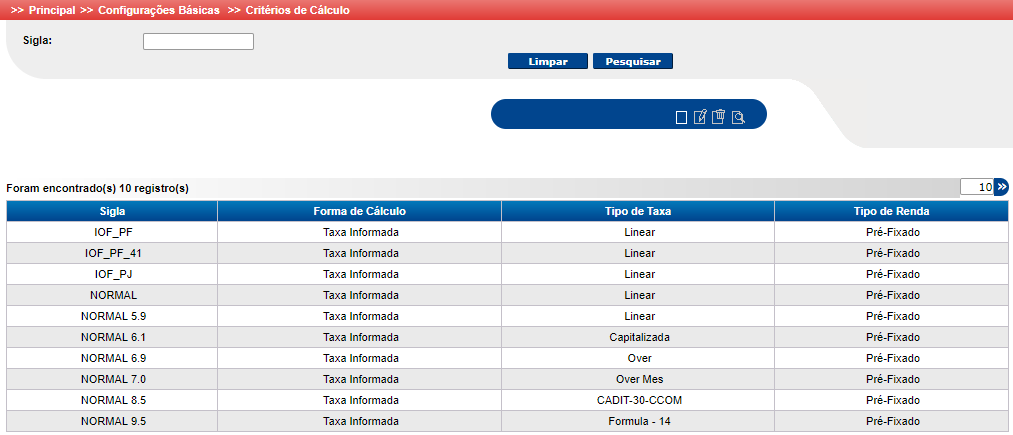 >> Principal >> Configurações Básicas >> Critérios de Cálculo
Sigla:
Limpar Pesquisar
Foram encontrado(s) 10 registro(s) 10 »
Sigla Forma de Cálculo Tipo de Taxa Tipo de Renda
IOF_PF Taxa Informada Linear Pré-Fixado
IOF_PF_41 Taxa Informada Linear Pré-Fixado
IOF_PJ Taxa Informada Linear Pré-Fixado
NORMAL Taxa Informada Linear Pré-Fixado
NORMAL 5.9 Taxa Informada Linear Pré-Fixado
NORMAL 6.1 Taxa Informada Capitalizada Pré-Fixado
NORMAL 6.9 Taxa Informada Over Pré-Fixado
NORMAL 7.0 Taxa Informada Over Mes Pré-Fixado
NORMAL 8.5 Taxa Informada CADIT-30-CCOM Pré-Fixado
NORMAL 9.5 Taxa Informada Formula - 14 Pré-Fixado